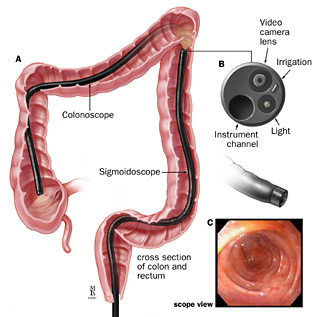 A
Video
camera
lens
B
Irrigation
Colonoscope
Instrument
channel
Light
Sigmoidoscope
C
cross section
of colon and
rectum
scope view